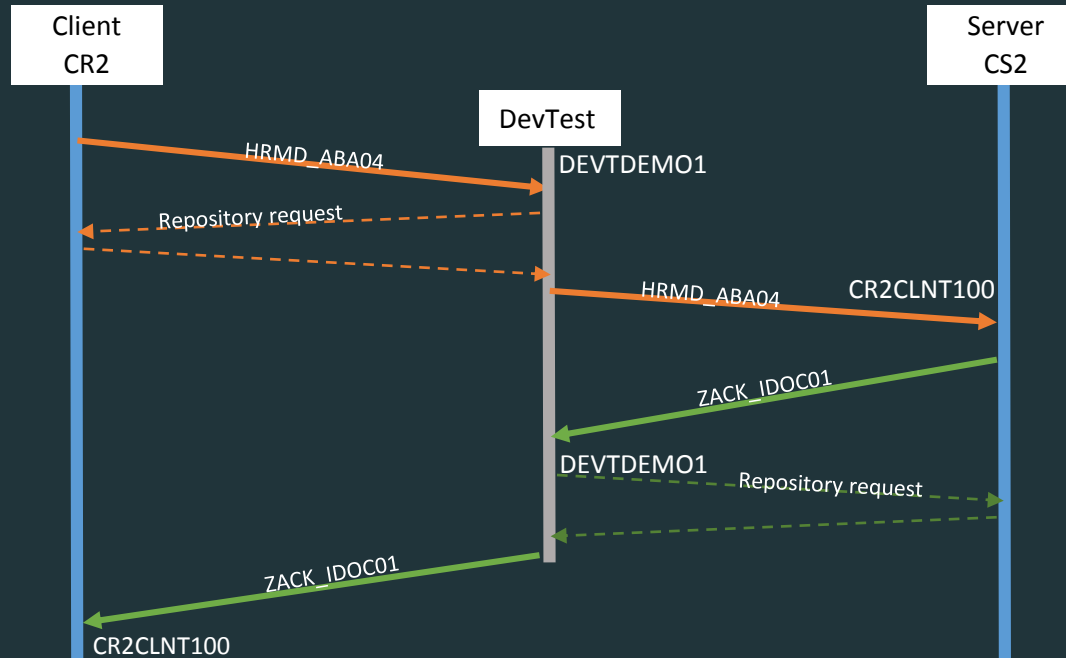 Client
CR2
Server
CS2
DevTest
HRMD_ABA04
DEVTDEMO1
Repository request
HRMD_ABA04
CR2CLNT100
ZACK_IDOC01
DEVTDEMO1
Repository request
ZACK_IDOC01
CR2CLNT100